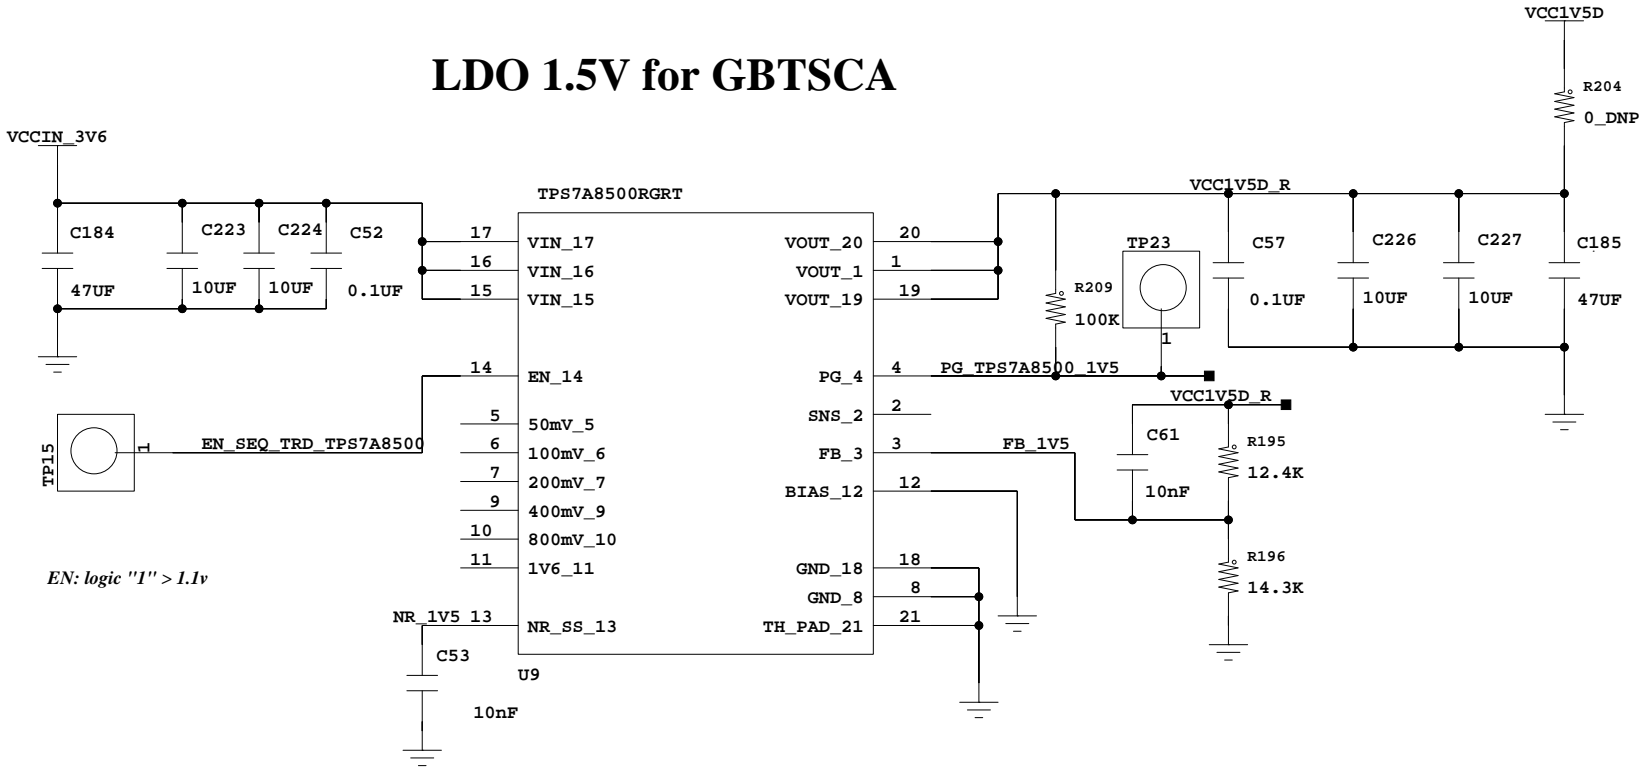 LDO 1.5V for GBTSCA
VCC1V5D
R204
0_DNP
VCCIN_3V6
C184
47UF
C223
10UF
C224
10UF
C52
0.1UF
TPS7A8500RGRT
17 VIN_17
16 VIN_16
15 VIN_15
14 EN_14
5 50mV_5
6 100mV_6
7 200mV_7
9 400mV_9
10 800mV_10
11 1V6_11
NR_1V5 13 NR_SS_13
VOUT_20 20
VOUT_1 1
VOUT_19 19
PG_4 4 PG_TPS7A8500_1V5
SNS_2 2
FB_3 3 FB_1V5
BIAS_12 12
GND_18 18
GND_8 8
TH_PAD_21 21
U9
C53
10nF
TP15
1
EN_SEQ_TRD_TPS7A8500
EN: logic "1" > 1.1v
VCC1V5D_R
R209
100K
TP23
1
C57
0.1UF
C226
10UF
C227
10UF
C185
47UF
VCC1V5D_R
C61
10nF
R195
12.4K
R196
14.3K